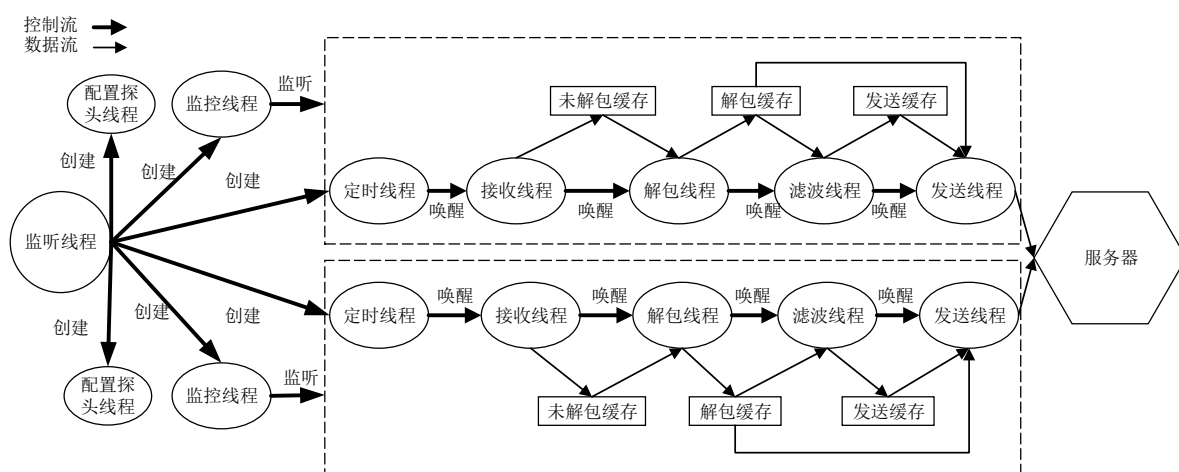 控制流
数据流
配置探
头线程
监控线程
监听
创建
创建
创建
监听线程
未解包缓存
解包缓存
发送缓存
定时线程
唤醒
接收线程
唤醒
解包线程
唤醒
滤波线程
唤醒
发送线程
服务器
创建
创建
创建
配置探
头线程
监控线程
监听
定时线程
唤醒
接收线程
唤醒
解包线程
唤醒
滤波线程
唤醒
发送线程
未解包缓存
解包缓存
发送缓存